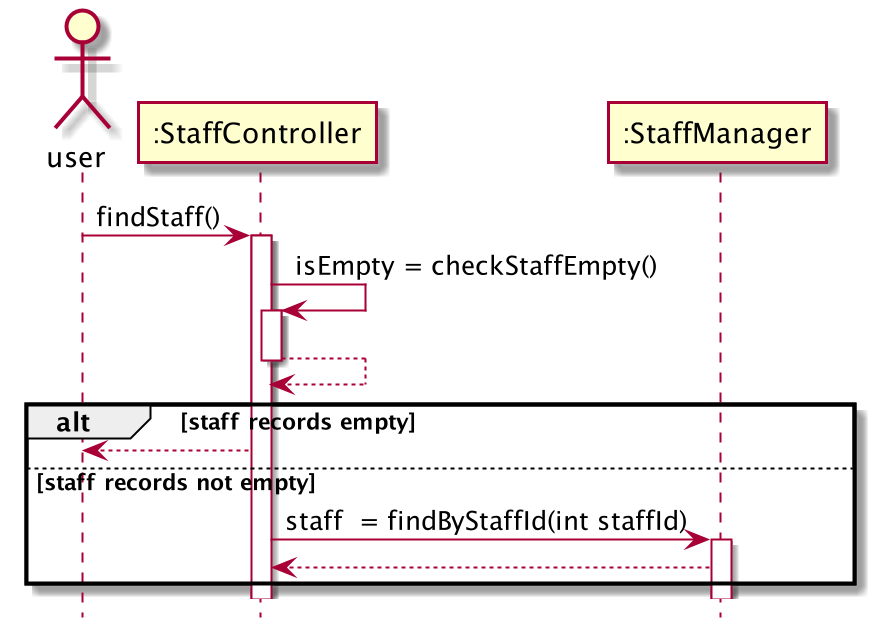 user
:StaffController
:StaffManager
findStaff()
isEmpty = checkStaffEmpty()
alt [staff records empty]
[staff records not empty]
staff  = findByStaffId(int staffId)